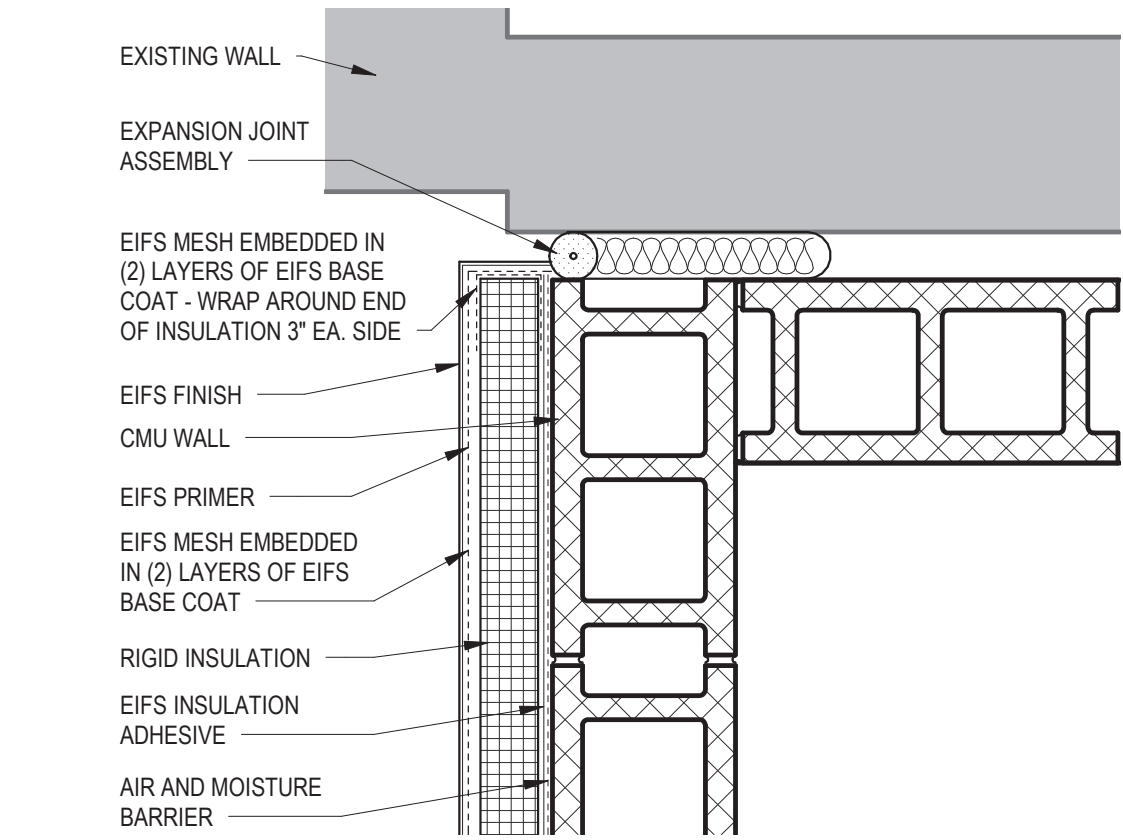 EXISTING WALL
EXPANSION JOINT
ASSEMBLY
EIFS MESH EMBEDDED IN
(2) LAYERS OF EIFS BASE
COAT - WRAP AROUND END
OF INSULATION 3" EA. SIDE
EIFS FINISH
CMU WALL
EIFS PRIMER
EIFS MESH EMBEDDED
IN (2) LAYERS OF EIFS
BASE COAT
RIGID INSULATION
EIFS INSULATION
ADHESIVE
AIR AND MOISTURE
BARRIER